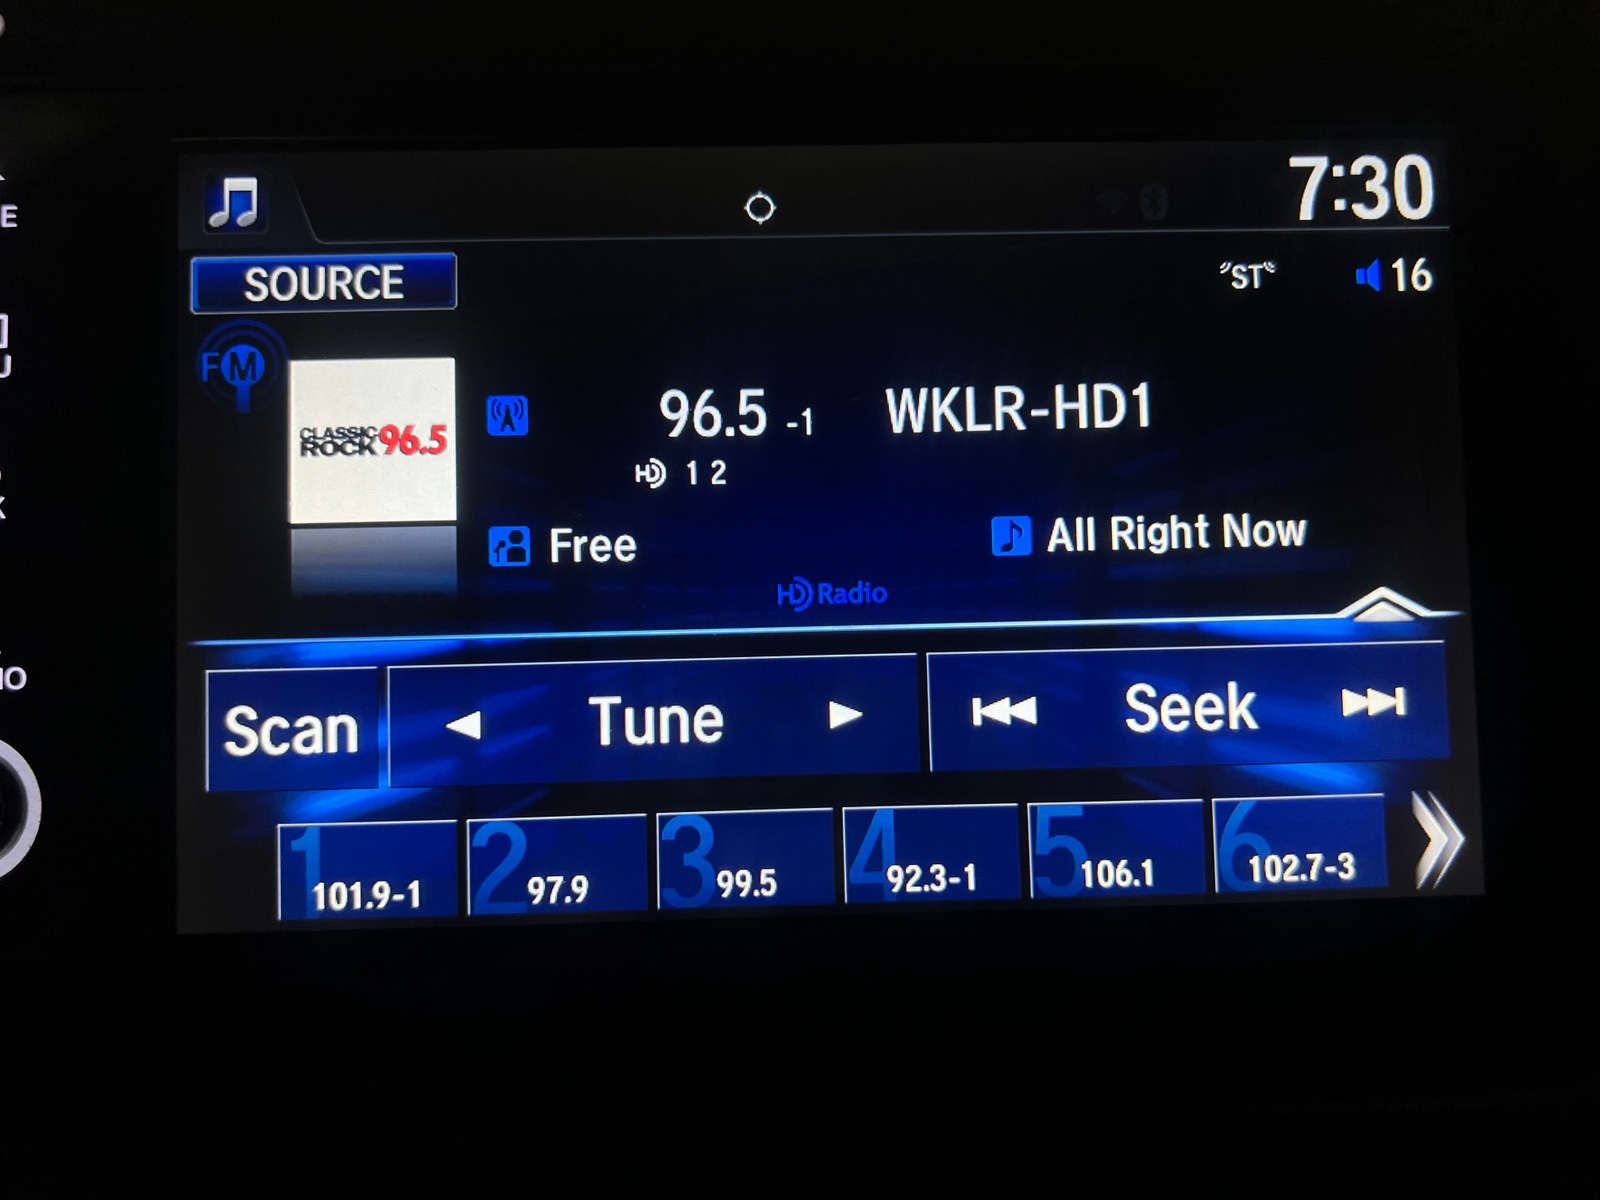 7:30
SOURCE
ST
16
FM
CLASSIC
ROCK 96.5
96.5 -1 WKLR-HD1
HD 1 2
Free
All Right Now
HD Radio
Scan
Tune
Seek
1 101.9-1
2 97.9
3 99.5
4 92.3-1
5 106.1
6 102.7-3